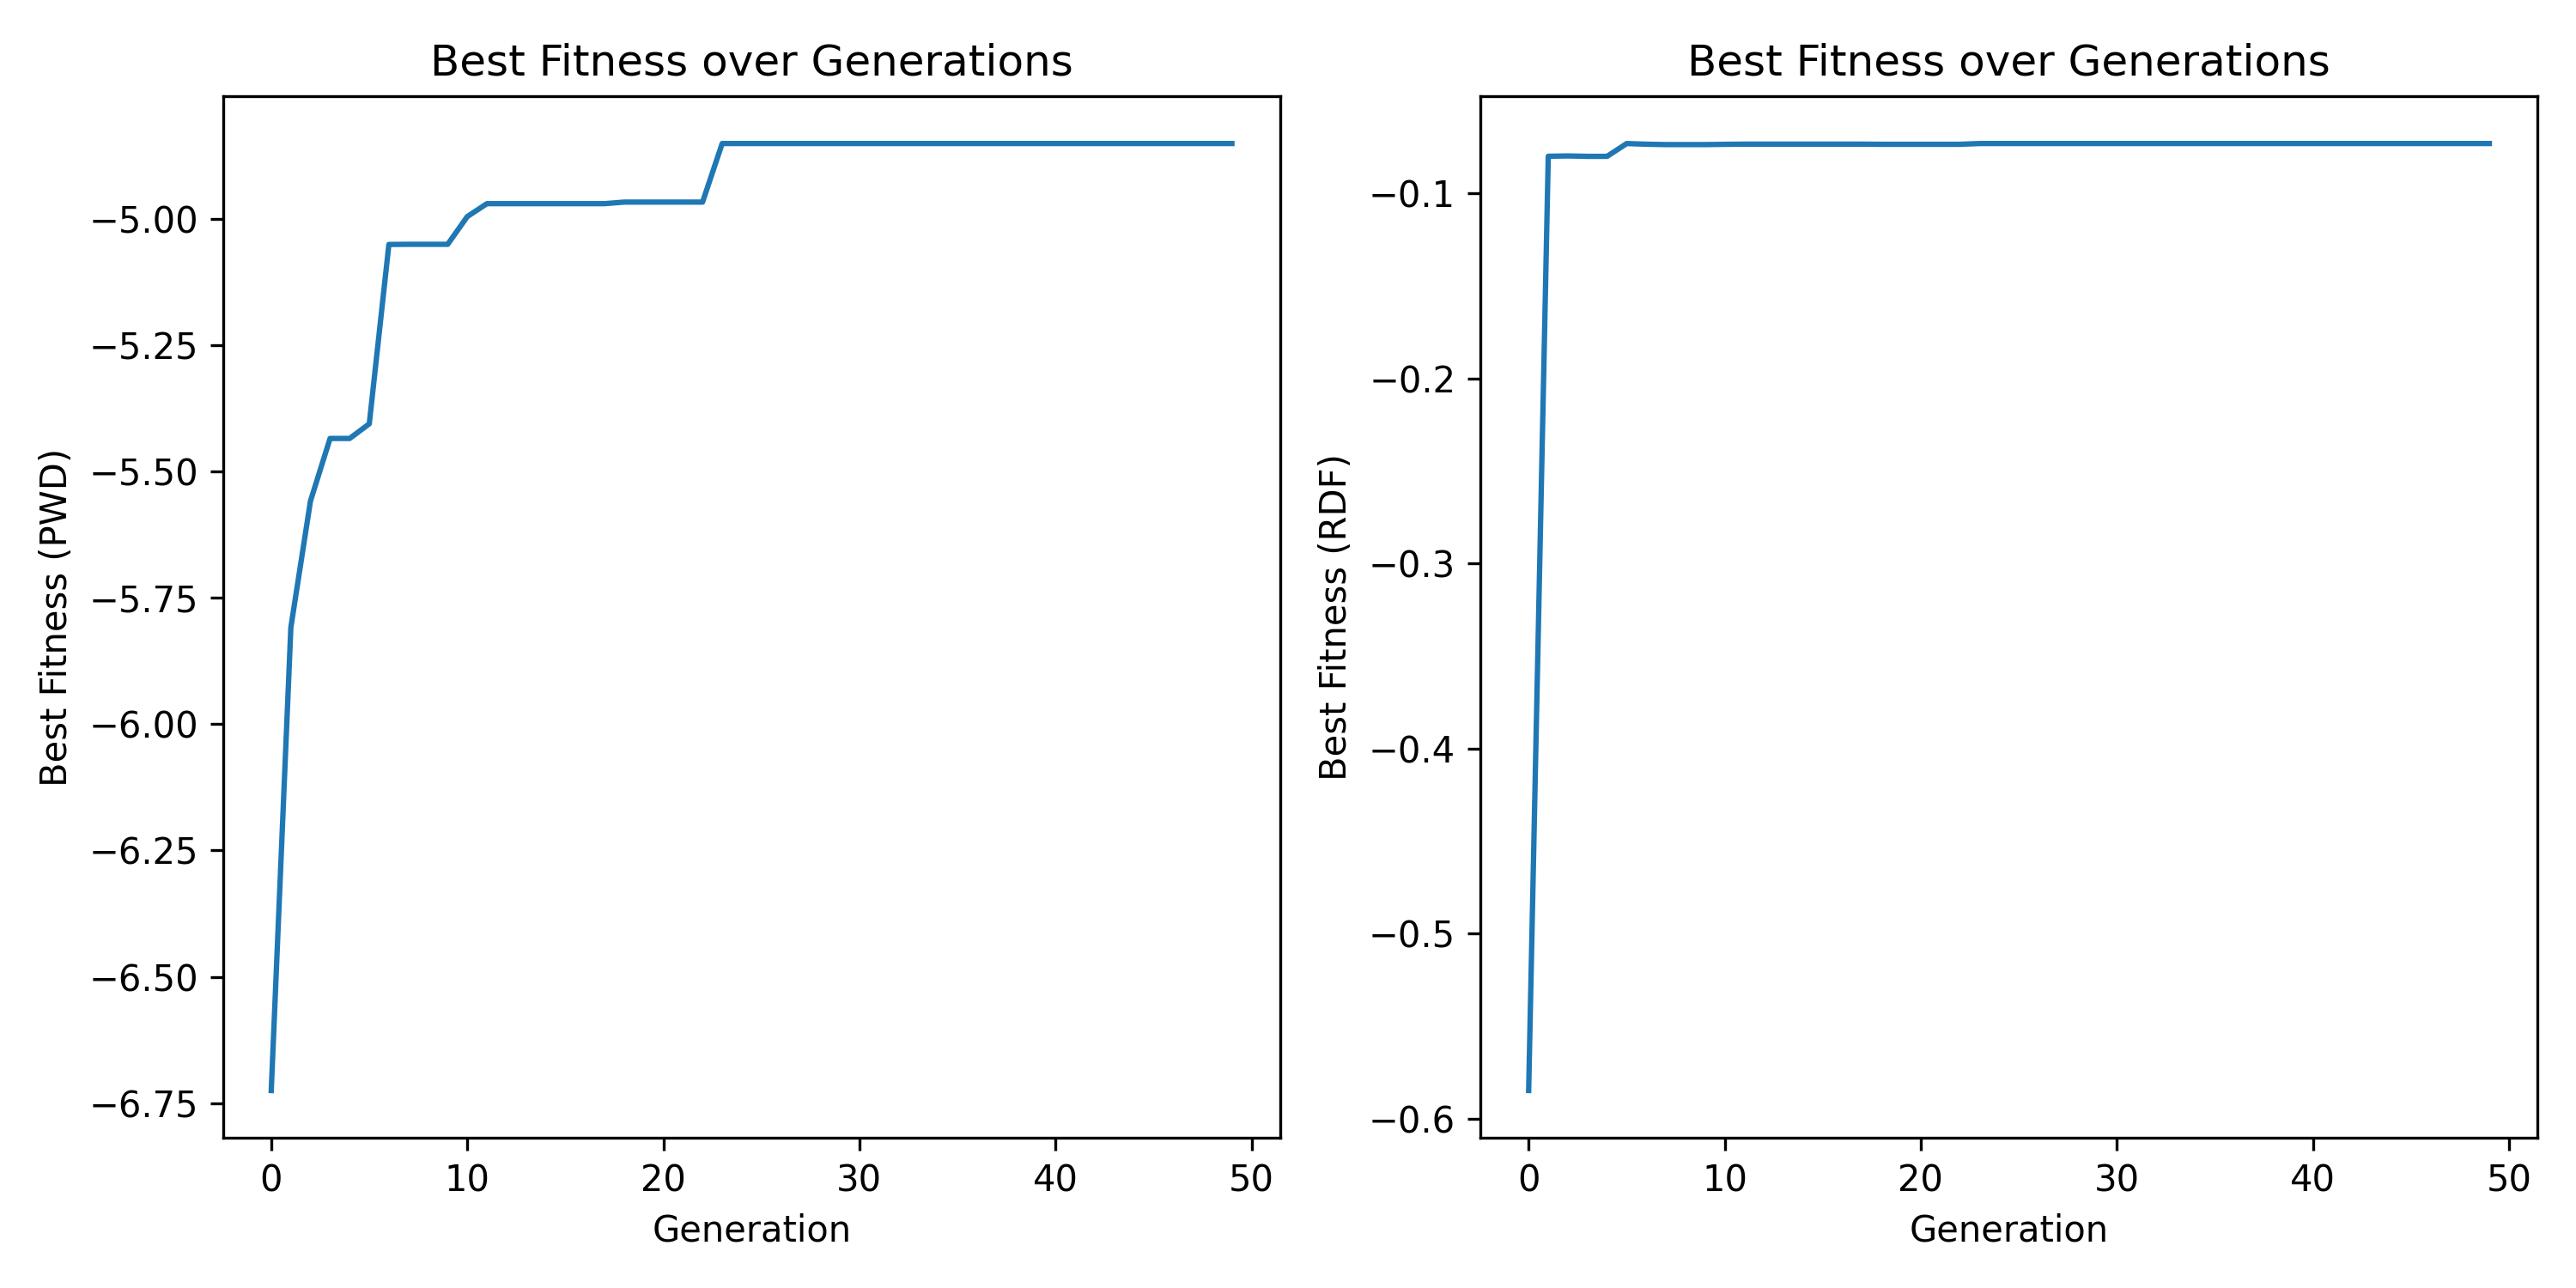 Best Fitness over Generations
Best Fitness (PWD)
−5.00
−5.25
−5.50
−5.75
−6.00
−6.25
−6.50
−6.75
0 10 20 30 40 50
Generation
Best Fitness over Generations
Best Fitness (RDF)
−0.1
−0.2
−0.3
−0.4
−0.5
−0.6
0 10 20 30 40 50
Generation